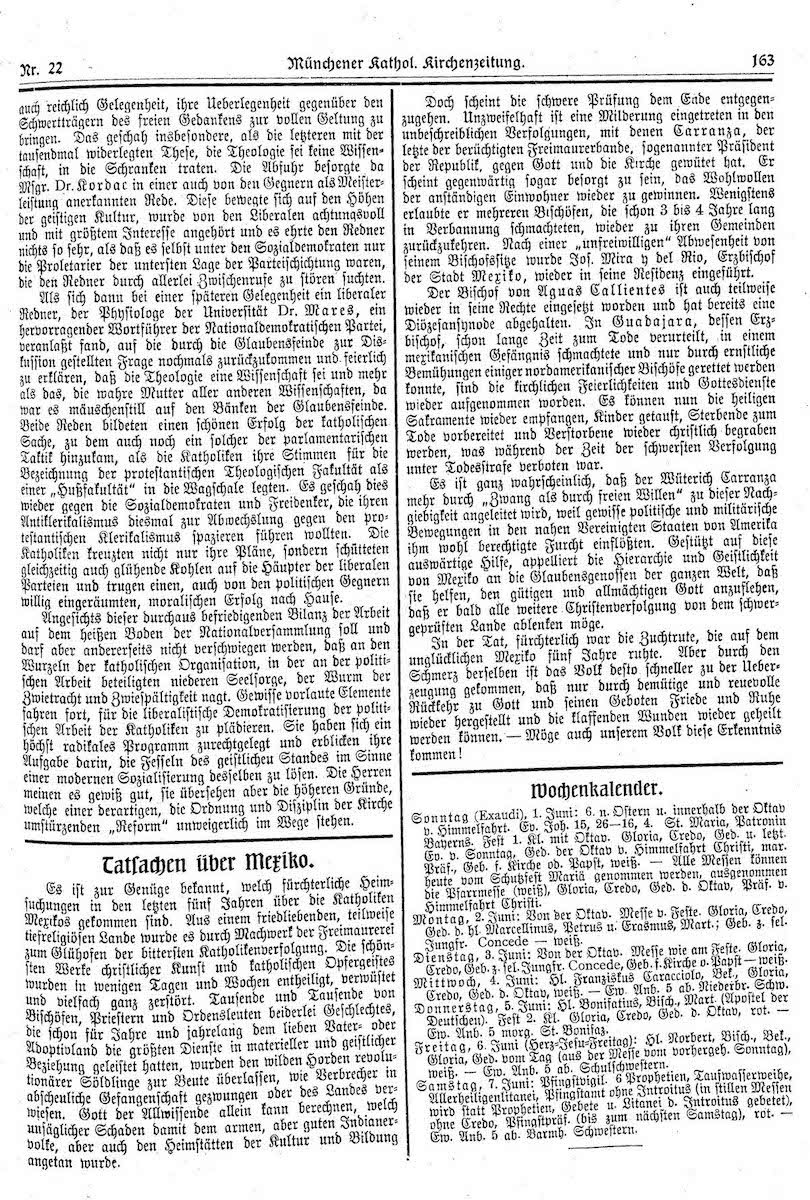 Nr. 22
Münchener Kathol. Kirchenzeitung.
163
auch reichlich Gelegenheit, ihre Ueberlegenheit gegenüber den
Schwertträgern des freien Gedankens zur vollen Geltung zu
bringen. Das geschah insbesondere, als die letzteren mit der
tausendmal widerlegten These, die Theologie sei keine Wissen-
schaft, in die Schranken traten. Die Abfuhr besorgte da
Msgr. Dr. Kordac in einer auch von den Gegnern als Meister-
leistung anerkannten Rede. Diese bewegte sich auf den Höhen
der geistigen Kultur, wurde von den Liberalen achtungsvoll
und mit größtem Interesse angehört und es ehrte den Redner
nichts so sehr, als daß es selbst unter den Sozialdemokraten nur
die Proletarier der untersten Lage der Parteischichtung waren,
die den Redner durch allerlei Zwischenrufe zu stören suchten.
Als sich dann bei einer späteren Gelegenheit ein liberaler
Redner, der Physiologe der Universität Dr. Mares, ein
hervorragender Wortführer der Nationaldemokratischen Partei,
veranlaßt fand, auf die durch die Glaubensfeinde zur Dis-
kussion gestellten Frage nochmals zurückzukommen und feierlich
zu erklären, daß die Theologie eine Wissenschaft sei und mehr
als das, die wahre Mutter aller anderen Wissenschaften, da
war es mäuschenstill auf den Bänken der Glaubensfeinde.
Beide Reden bildeten einen schönen Erfolg der katholischen
Sache, zu dem auch noch ein solcher der parlamentarischen
Taktik hinzukam, als die Katholiken ihre Stimmen für die
Bezeichnung der protestantischen Theologischen Fakultät als
einer „Hußfakultät" in die Wagschale legten. Es geschah dies
wieder gegen die Sozialdemokraten und Freidenker, die ihren
Antiklerikalismus diesmal zur Abwechslung gegen den pro-
testantischen Klerikalismus spazieren führen wollten. Die
Katholiken kreuzten nicht nur ihre Pläne, sondern schütteten
gleichzeitig auch glühende Kohlen auf die Häupter der liberalen
Parteien und trugen einen, auch von den politischen Gegnern
willig eingeräumten, moralischen Erfolg nach Hause.
Angesichts dieser durchaus befriedigenden Bilanz der Arbeit
auf dem heißen Boden der Nationalversammlung soll und
darf aber andererseits nicht verschwiegen werden, daß an den
Wurzeln der katholischen Organisation, in der an der politi-
schen Arbeit beteiligten niederen Seelsorge, der Wurm der
Zwietracht und Zwiespältigkeit nagt. Gewisse vorlaute Elemente
fahren fort, für die liberalistische Demokratisierung der politi-
schen Arbeit der Katholiken zu plädieren. Sie haben sich ein
höchst radikales Programm zurechtgelegt und erblicken ihre
Aufgabe darin, die Fesseln des geistlicheu Standes im Sinne
einer modernen Sozialisierung desselben zu lösen. Die Herren
meinen es gewiß gut, sie übersehen aber die höheren Gründe,
welche einer derartigen, die Ordnung und Disziplin der Kirche
umstürzenden „Reform" unweigerlich im Wege stehen.
Tatsachen über Mexiko.
Es ist zur Genüge bekannt, welch fürchterliche Heim-
suchungen in den letzten fünf Jahren über die Katholiken
Mexikos gekommen sind. Aus einem friedliebenden, teilweise
tiefreligiösen Lande wurde es durch Machwerk der Freimaurerei
zum Glühofen der bittersten Katholikenverfolgung. Die schön-
sten Werke christlicher Kunst und katholischen Opfergeistes
wurden in wenigen Tagen und Wochen entheiligt, verwüstet
und vielfach ganz zerstört. Tausende und Tausende von
Bischöfen, Priestern und Ordensleuten beiderlei Geschlechtes,
die schon für Jahre und jahrelang dem lieben Vater- oder
Adoptivland die größten Dienste in materieller und geistlicher
Beziehung geleistet hatten, wurden den wilden Horden revolu-
tionärer Söldlinge zur Beute überlassen, wie Verbrecher in
abscheuliche Gefangenschaft gezwungen oder des Landes ver-
wiesen. Gott der Allwissende allein kann berechnen, welch
unsäglicher Schaden damit dem armen, aber guten Indianer-
volke, aber auch den Heimstätten der Kultur und Bildung
angetan wurde.
Doch scheint die schwere Prüfung dem Ende entgegen-
zugehen. Unzweifelhaft ist eine Milderung eingetreten in den
unbeschreiblichen Verfolgungen, mit denen Carranza, der
letzte der berüchtigten Freimaurerbande, sogenannter Präsident
der Republik, gegen Gott und die Kirche gewütet hat. Er
scheint gegenwärtig sogar besorgt zu sein, das Wohlwollen
der anständigen Einwohner wieder zu gewinnen. Wenigstens
erlaubte er mehreren Bischöfen, die schon 3 bis 4 Jahre lang
in Verbannung schmachteten, wieder zu ihren Gemeinden
zurückzukehren. Nach einer „unfreiwilligen" Abwesenheit von
seinem Bischofssitze wurde Jos. Mira y del Rio, Erzbischof
der Stadt Mexiko, wieder in seine Residenz eingeführt.
Der Bischof von Aguas Callientes ist auch teilweise
wieder in seine Rechte eingesetzt worden und hat bereits eine
Diözesansynode abgehalten. In Guadajara, dessen Erz-
bischof, schon lange Zeit zum Tode verurteilt, in einem
mexikanischen Gefängnis schmachtete und nur durch ernstliche
Bemühungen einiger nordamerikanischer Bischöfe gerettet werden
konnte, sind die kirchlichen Feierlichkeiten und Gottesdienste
wieder aufgenommen worden. Es können nun die heiligen
Sakramente wieder empfangen, Kinder getauft, Sterbende zum
Tode vorbereitet und Verstorbene wieder christlich begraben
werden, was während der Zeit der schwersten Verfolgung
unter Todesstrafe verboten war.
Es ist ganz wahrscheinlich, daß der Wüterich Carranza
mehr durch „Zwang als durch freien Willen" zu dieser Nach-
giebigkeit angeleitet wird, weil gewisse politische und militärische
Bewegungen in den nahen Vereinigten Staaten von Amerika
ihm wohl berechtigte Furcht einflößten. Gestützt auf diese
auswärtige Hilfe, appelliert die Hierarchie und Geistlichkeit
von Mexiko an die Glaubensgenossen der ganzen Welt, daß
sie helfen, den gütigen und allmächtigen Gott anzuflehen,
daß er bald alle weitere Christenverfolgung von dem schwer-
geprüften Lande ablenken möge.
In der Tat, fürchterlich war die Zuchtrute, die auf dem
unglücklichen Mexiko fünf Jahre ruhte. Aber durch den
Schmerz derselben ist das Volk desto schneller zu der Ueber-
zeugung gekommen, daß nur durch demütige und reuevolle
Rückkehr zu Gott und seinen Geboten Friede und Ruhe
wieder hergestellt und die klaffenden Wunden wieder geheilt
werden können. — Möge auch unserem Volk diese Erkenntnis
kommen!
Wochenkalender.
Sonntag (Exaudi), 1. Juni: 6. n. Ostern u. innerhalb der Oktav
v. Himmelfahrt. Ev. Joh. 15, 26—16, 4. St. Maria, Patronin
Bayerns. Fest 1. Kl. mit Oktav. Gloria, Credo, Ged. u. letzt.
Ev. v. Sonntag, Ged. der Oktav v. Himmelfahrt Christi, mar.
Präf., Geb. f. Kirche od. Papst, weiß. — Alle Messen können
heute vom Schutzfest Mariä genommen werden, ausgenommen
die Pfarrmesse (weiß), Gloria, Credo, Ged. d. Oktav, Präf. v.
Himmelfahrt Christi.
Montag, 2. Juni: Von der Oktav. Messe v. Feste. Gloria, Credo,
Ged. d. hl. Marcellinus, Petrus u. Erasmus, Mart.; Geb. z. sel.
Jungfr. Concede — weiß.
Dienstag, 3. Juni: Von der Oktav. Messe wie am Feste. Gloria,
Credo, Geb. z. sel. Jungfr. Concede, Geb. f. Kirche o. Papst — weiß.
Mittwoch, 4. Juni: Hl. Franziskus Caracciolo, Bek., Gloria,
Credo, Ged. d. Oktav, weiß. — Ew. Anb. 5 ab. Niederbr. Schw.
Donnerstag, 5. Juni: Hl. Bonifatius, Bisch., Mart. (Apostel der
Deutschen). Fest 2. Kl. Gloria, Credo, Ged. d. Oktav, rot. —
Ew. Anb. 5 morg. St. Bonifaz.
Freitag, 6. Juni (Herz-Jesu-Freitag): Hl. Norbert, Bisch., Bek.,
Gloria, Ged. vom Tag (aus der Messe vom vorhergeh. Sonntag),
weiß. — Ew. Anb. 5 ab. Schulschwestern.
Samstag, 7. Juni: Pfingstvigil. 6 Prophetien, Taufwasserweihe,
Allerheiligenlitanei, Pfingstamt ohne Introitus (in stillen Messen
wird statt Prophetien, Gebete u. Litanei d. Introitus gebetet),
ohne Credo, Pfingstpräf. (bis zum nächsten Samstag), rot. —
Ew. Anb. 5 ab. Barmh. Schwestern.